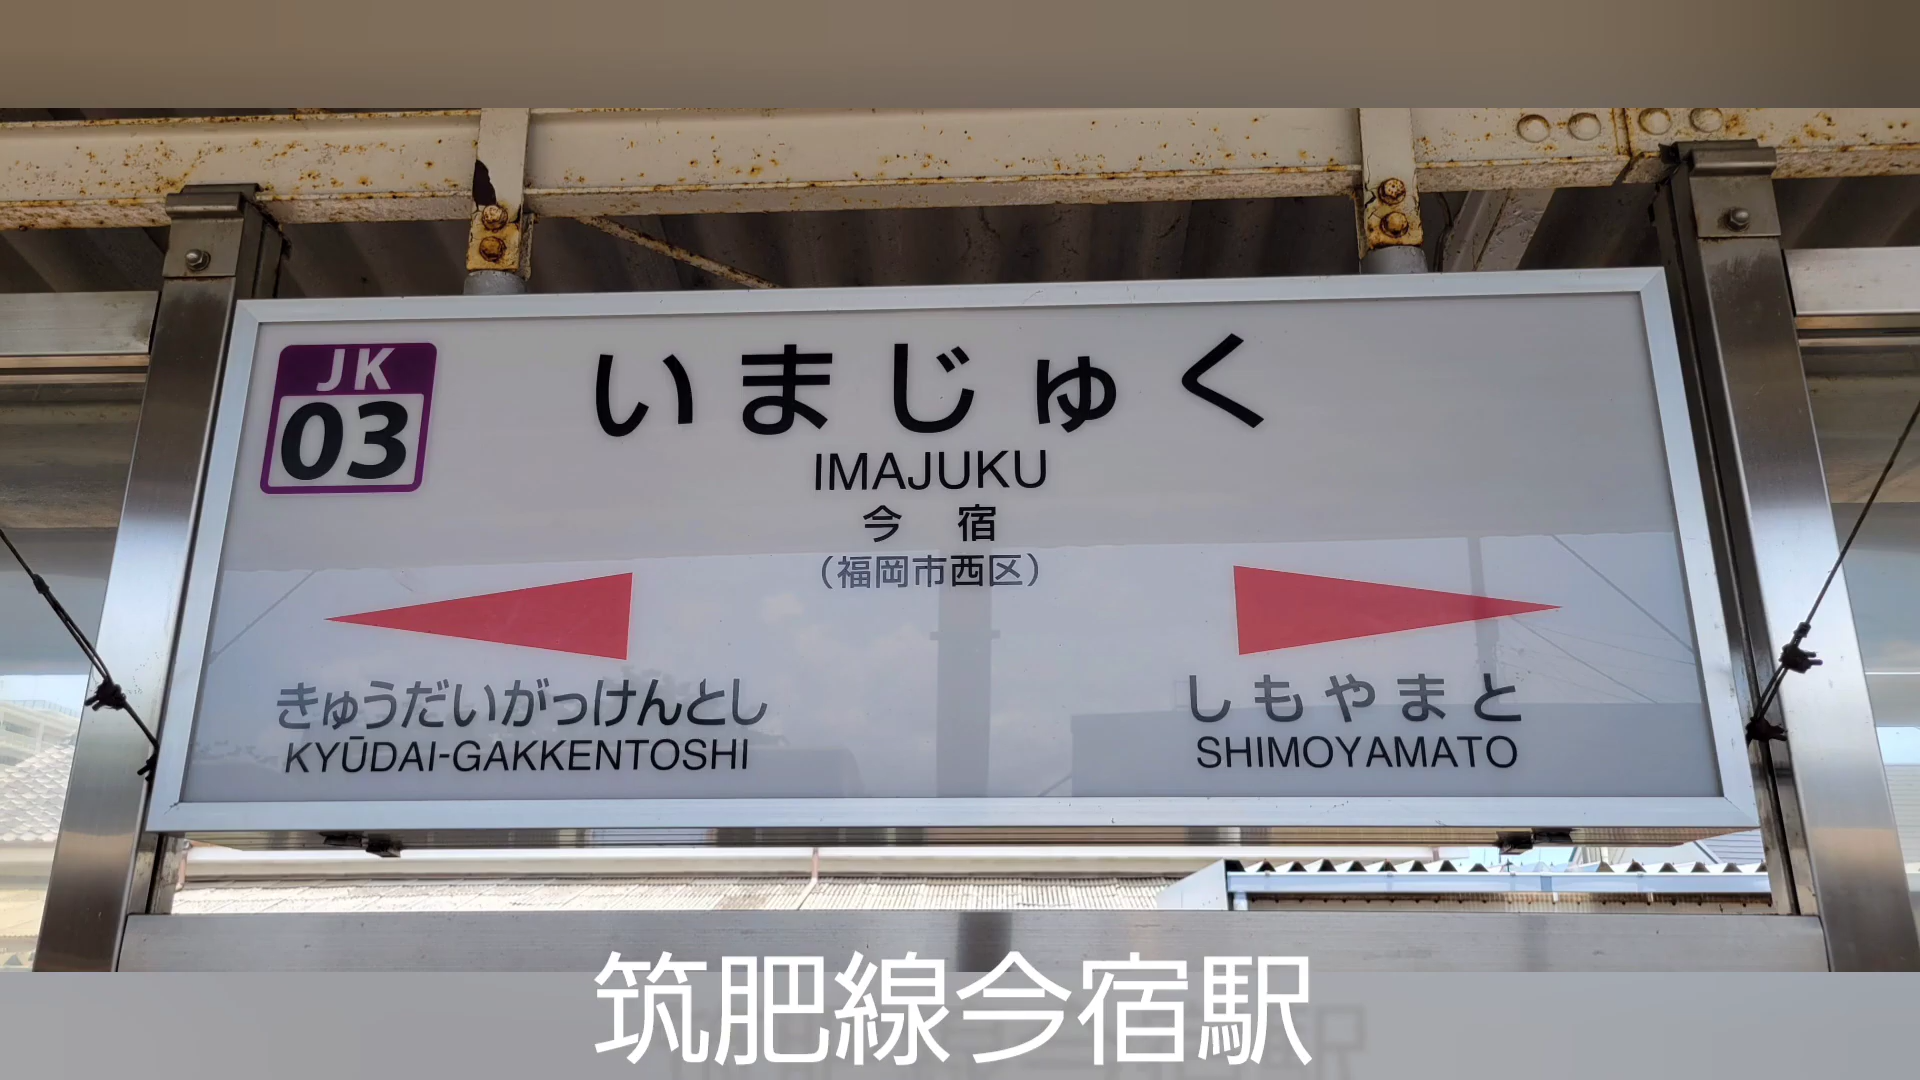 JK
03
いまじゅく
IMAJUKU
今宿
（福岡市西区）
きゅうだいがっけんとし
KYŪDAI-GAKKENTOSHI
しもやまと
SHIMOYAMATO
筑肥線今宿駅